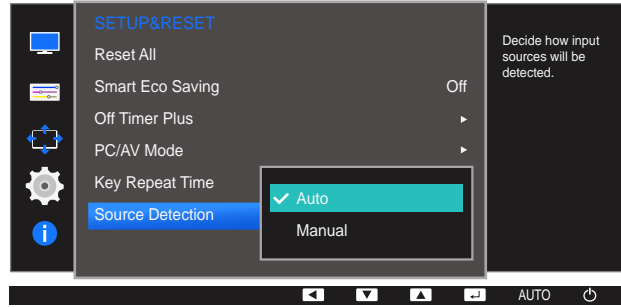 SETUP&RESET
Reset All
Smart Eco Saving Off
Off Timer Plus
PC/AV Mode
Key Repeat Time
Source Detection
Auto
Manual
Decide how input
sources will be
detected.
i
AUTO